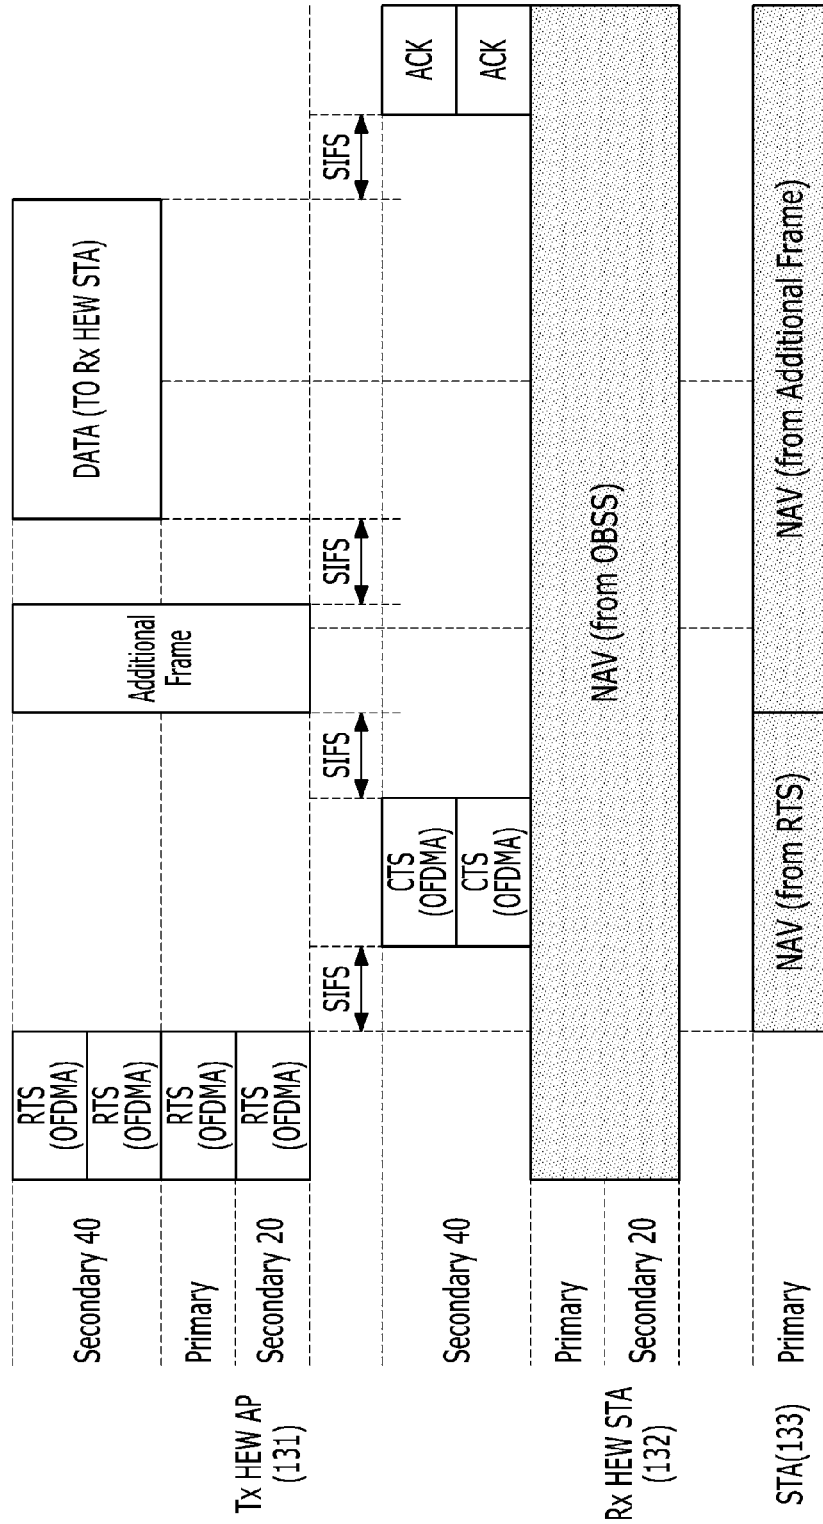 Tx HEW AP
(131)
Secondary 40
Primary
Secondary 20
RTS
(OFDMA)
RTS
(OFDMA)
RTS
(OFDMA)
RTS
(OFDMA)
Additional
Frame
DATA (TO Rx HEW STA)
SIFS
SIFS
SIFS
SIFS
Rx HEW STA
(132)
Secondary 40
Primary
Secondary 20
CTS
(OFDMA)
CTS
(OFDMA)
ACK
ACK
NAV (from OBSS)
STA(133)
Primary
NAV (from RTS)
NAV (from Additional Frame)